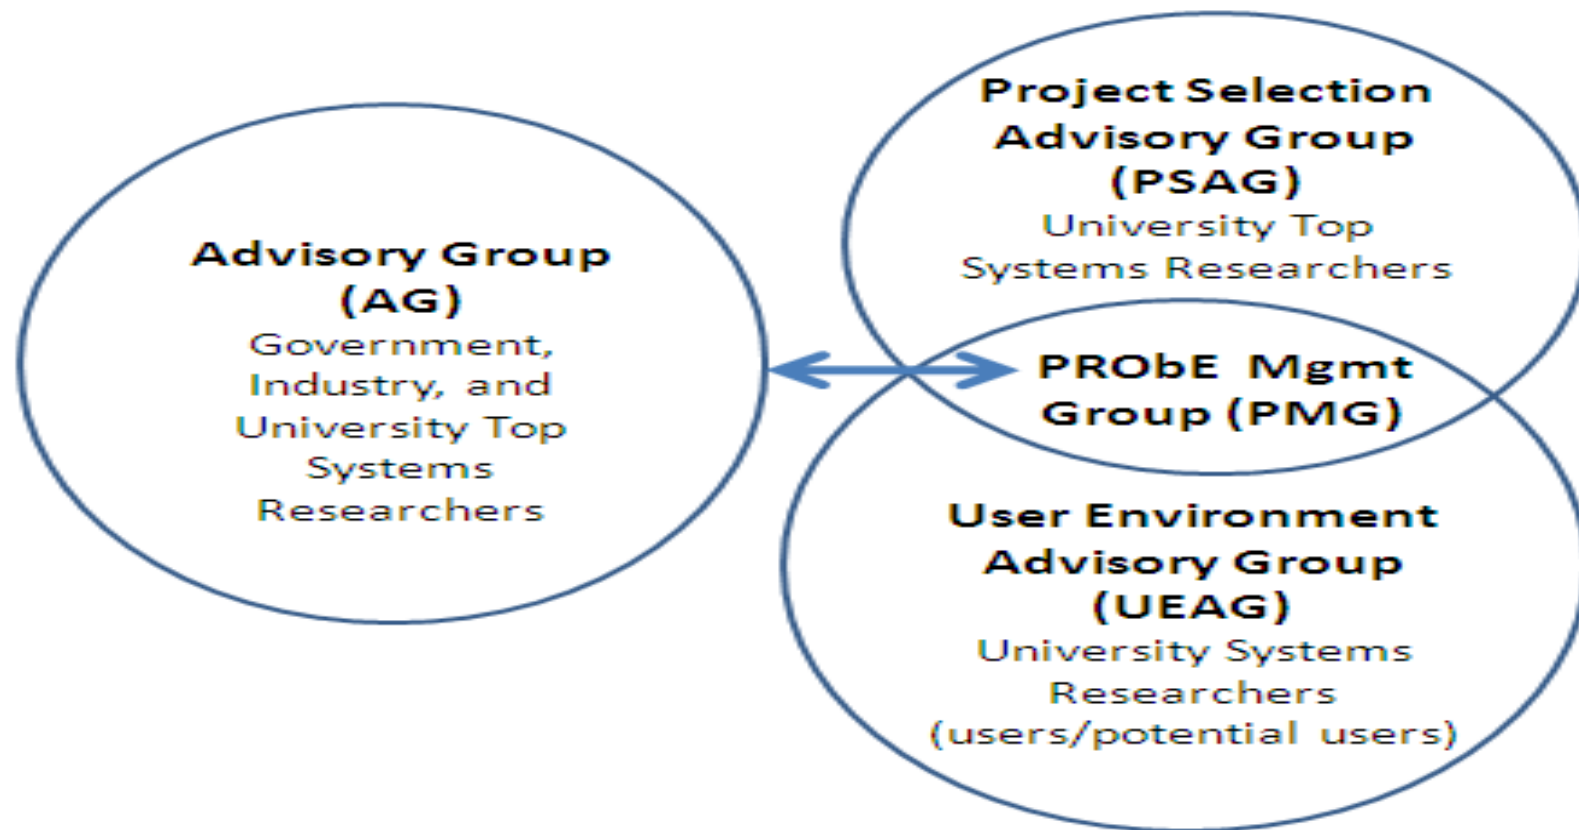 Advisory Group
(AG)
Government,
Industry, and
University Top
Systems
Researchers
Project Selection
Advisory Group
(PSAG)
University Top
Systems Researchers
PRObE Mgmt
Group (PMG)
User Environment
Advisory Group
(UEAG)
University Systems
Researchers
(users/potential users)